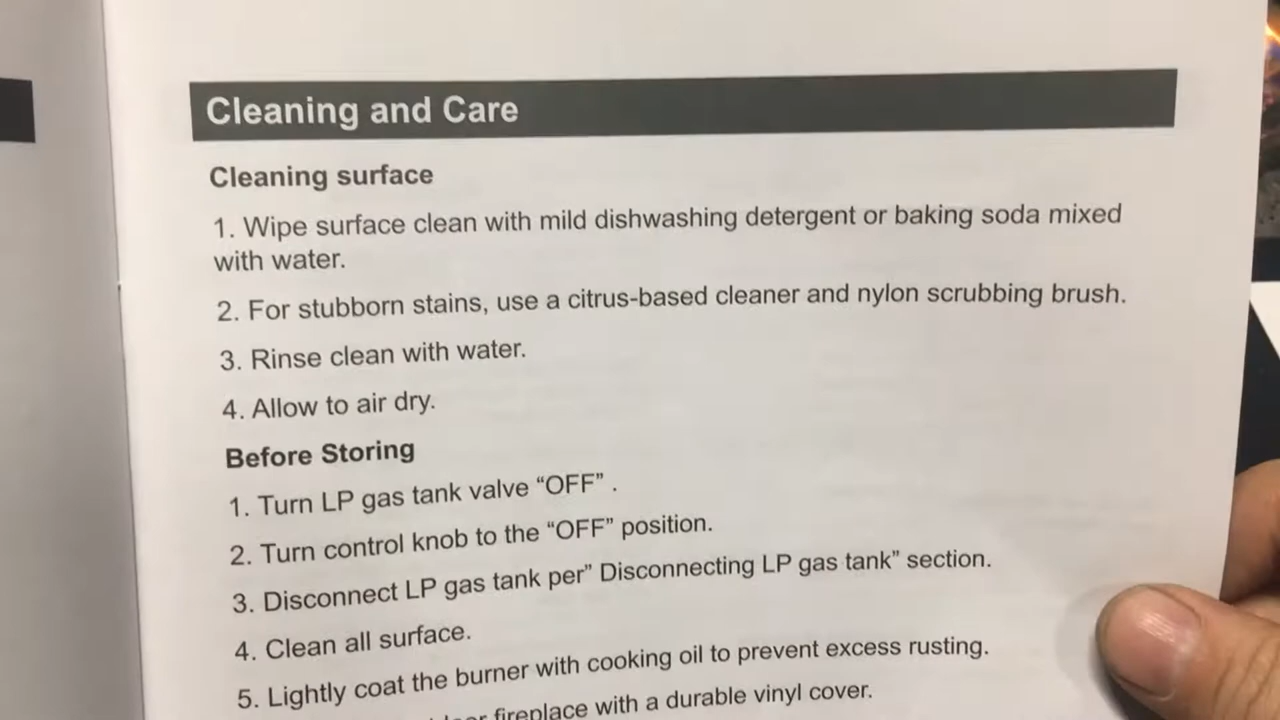 Cleaning and Care
Cleaning surface
1. Wipe surface clean with mild dishwashing detergent or baking soda mixed
with water.
2. For stubborn stains, use a citrus-based cleaner and nylon scrubbing brush.
3. Rinse clean with water.
4. Allow to air dry.
Before Storing
1. Turn LP gas tank valve “OFF” .
2. Turn control knob to the “OFF” position.
3. Disconnect LP gas tank per” Disconnecting LP gas tank” section.
4. Clean all surface.
5. Lightly coat the burner with cooking oil to prevent excess rusting.
fireplace with a durable vinyl cover.